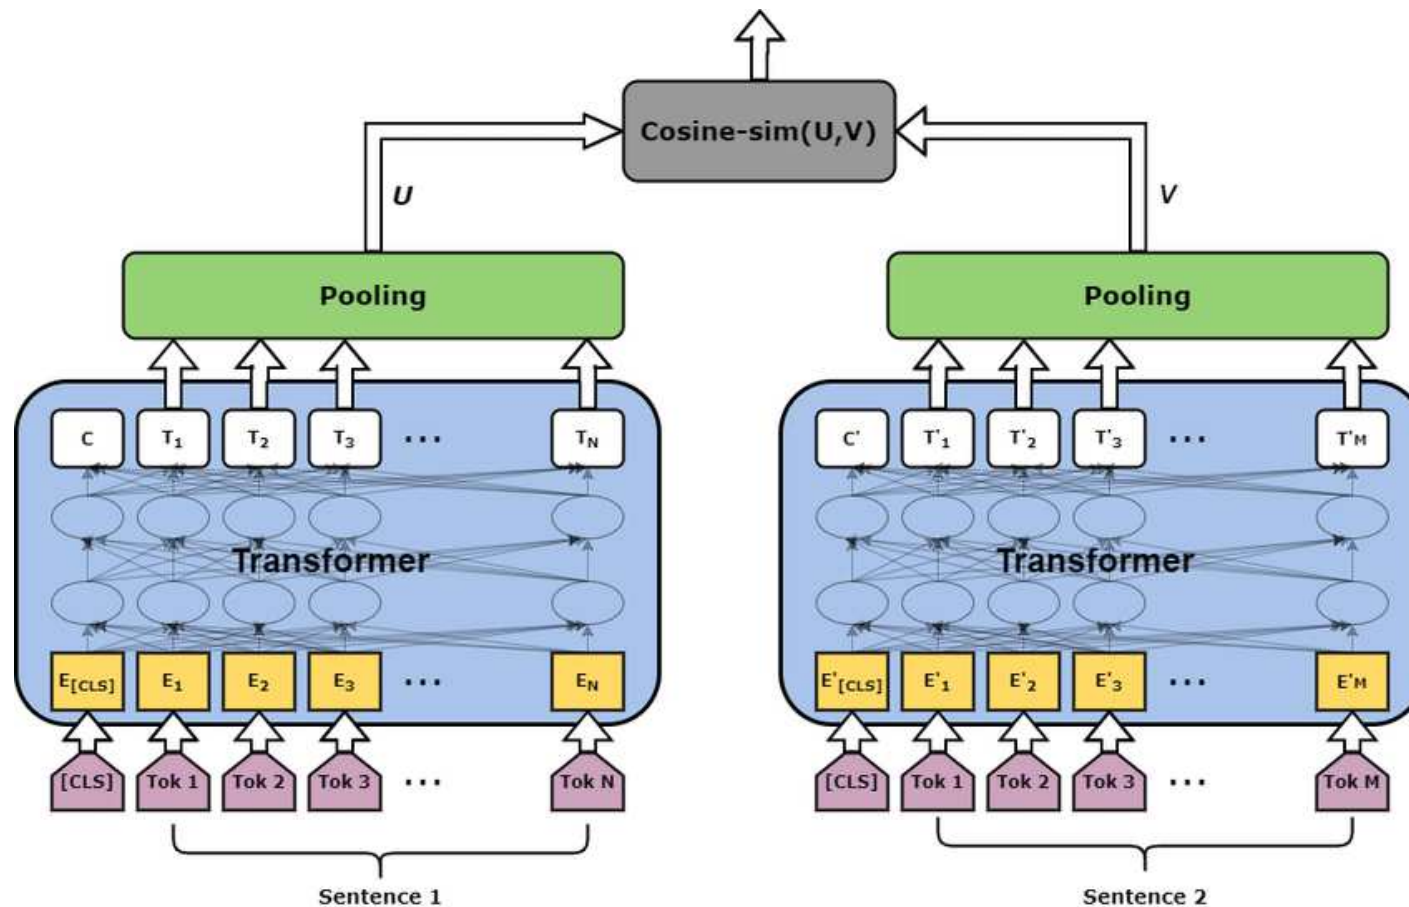 Cosine-sim(U,V)
U V
Pooling Pooling
C T1 T2 T3 ... TN C' T'1 T'2 T'3 ... T'M
Transformer Transformer
E[CLS] E1 E2 E3 ... EN E'[CLS] E'1 E'2 E'3 ... E'M
[CLS] Tok 1 Tok 2 Tok 3 ... Tok N [CLS] Tok 1 Tok 2 Tok 3 ... Tok M
Sentence 1 Sentence 2